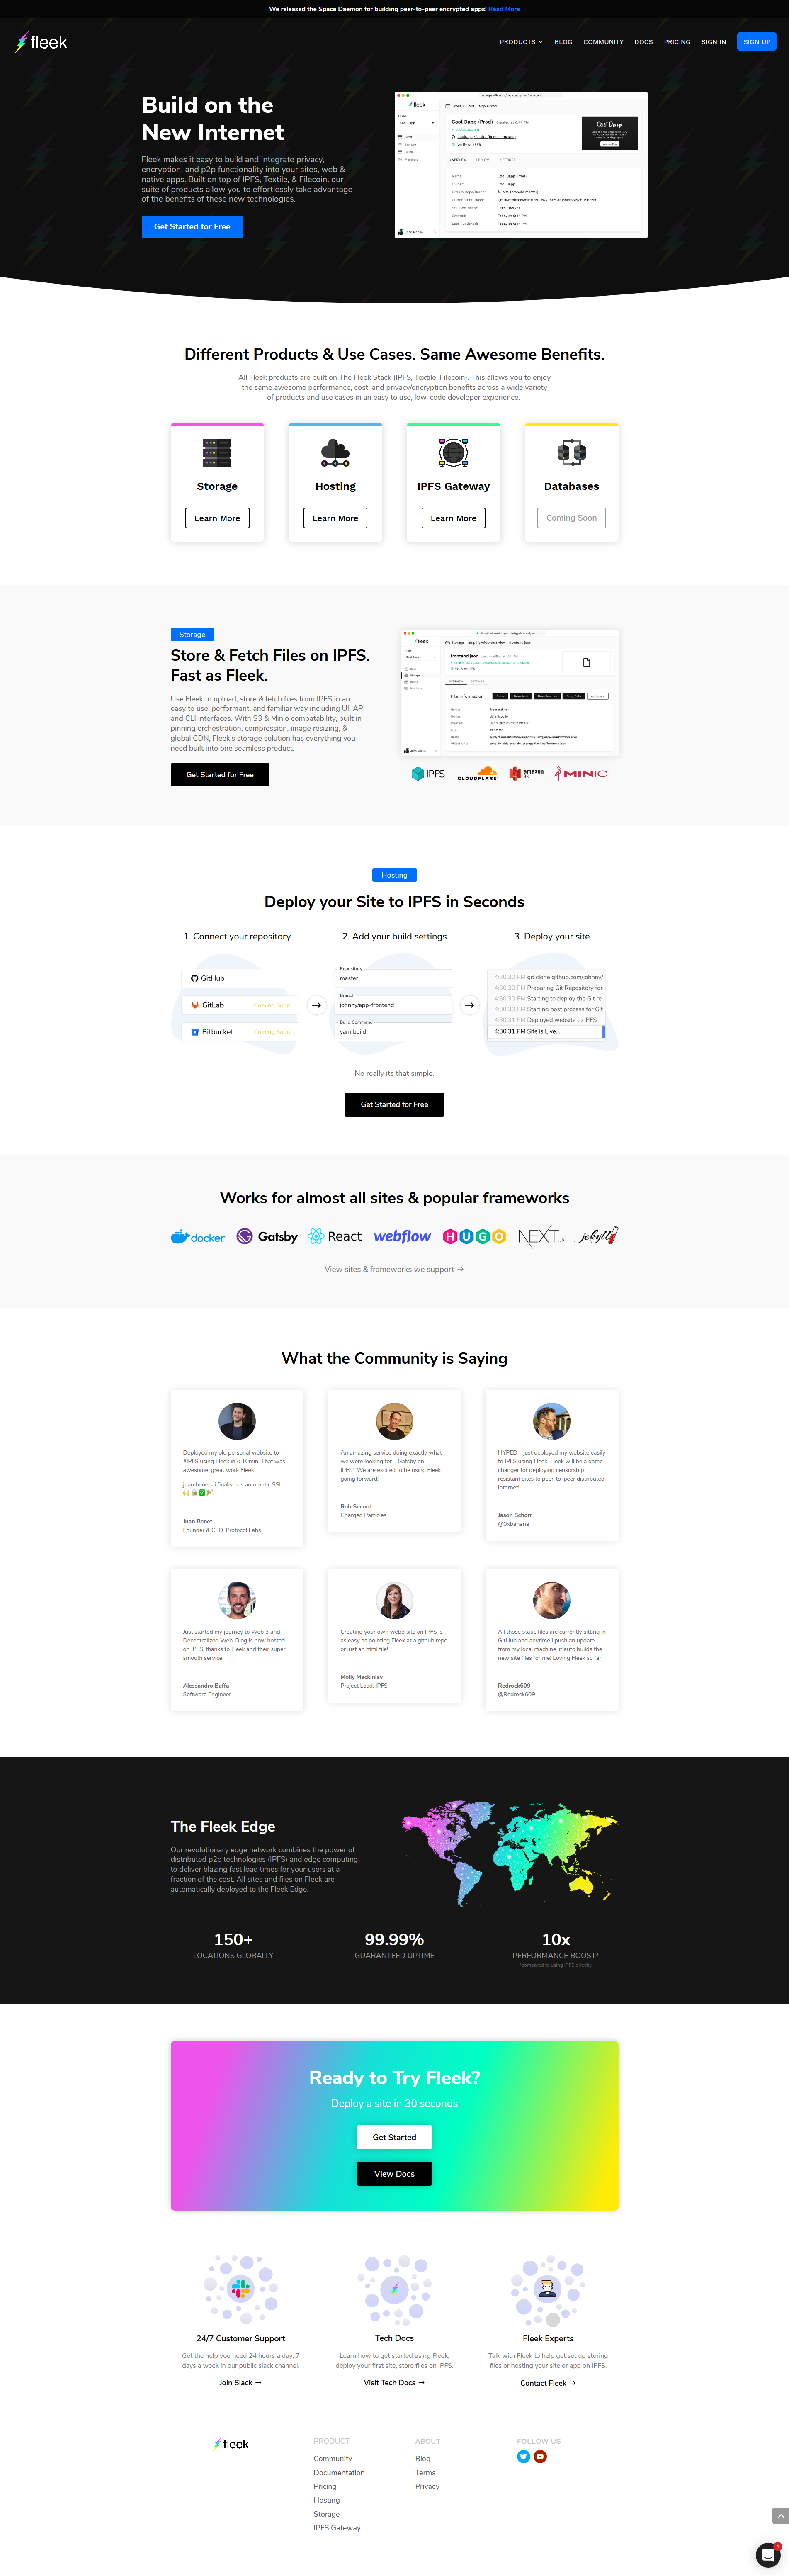 We released the Space Daemon for building peer-to-peer encrypted apps! Read More
fleek
PRODUCTS
BLOG
COMMUNITY
DOCS
PRICING
SIGN IN
SIGN UP
Build on the
New Internet
Fleek makes it easy to build and integrate privacy,
encryption, and p2p functionality into your sites, web &
native apps. Built on top of IPFS, Textile, & Filecoin, our
suite of products allow you to effortlessly take advantage
of the benefits of these new technologies.
Get Started for Free
fleek
Sites
Cool Dapp (Prod)
Cool Dapp (Prod)
Cool Dapp
OVERVIEW
Different Products & Use Cases. Same Awesome Benefits.
All Fleek products are built on The Fleek Stack (IPFS, Textile, Filecoin). This allows you to enjoy
the same awesome performance, cost, and privacy/encryption benefits across a wide variety
of products and use cases in an easy to use, low-code developer experience.
Storage
Hosting
IPFS Gateway
Databases
Learn More
Learn More
Learn More
Coming Soon
Storage
Store & Fetch Files on IPFS.
Fast as Fleek.
Use Fleek to upload, store & fetch files from IPFS in an
easy to use, performant, and familiar way including UI, API
and CLI interfaces. With S3 & Minio compatability, built in
pinning orchestration, compression, image resizing, &
global CDN, Fleek's storage solution has everything you
need built into one seamless product.
Get Started for Free
fleek
frontend.json
File Information
IPFS
CLOUDFLARE
amazon
S3
MINIO
Hosting
Deploy your Site to IPFS in Seconds
1. Connect your repository
2. Add your build settings
3. Deploy your site
GitHub
GitLab
Coming Soon
Bitbucket
Coming Soon
Repository
master
Branch
johnny/app-frontend
Build Command
yarn build
4:30:30 PM git clone github.com/johnny/
4:30:30 PM Preparing Git Repository for
4:30:30 PM Starting to deploy the Git re
4:30:30 PM Starting post process for Git
4:30:31 PM Deployed website to IPFS
4:30:31 PM Site is Live...
No really its that simple.
Get Started for Free
Works for almost all sites & popular frameworks
docker
Gatsby
React
webflow
HUGO
NEXT.JS
jekyll
View sites & frameworks we support →
What the Community is Saying
Deployed my old personal website to
#IPFS using Fleek in < 10min. That was
awesome, great work Fleek!
juan.benet.ai finally has automatic SSL.
Juan Benet
Founder & CEO, Protocol Labs
An amazing service doing exactly what
we were looking for – Gatsby on
IPFS! We are excited to be using Fleek
going forward!
Rob Secord
Charged Particles
HYPED – just deployed my website easily
to IPFS using Fleek. Fleek will be a game
changer for deploying censorship
resistant sites to peer-to-peer distributed
internet!
Jason Schorr
@0xbanana
Just started my journey to Web 3 and
Decentralized Web. Blog is now hosted
on IPFS, thanks to Fleek and their super
smooth service.
Alessandro Baffa
Software Engineer
Creating your own web3 site on IPFS is
as easy as pointing Fleek at a github repo
or just an html file!
Molly Mackinlay
Project Lead, IPFS
All those static files are currently sitting in
GitHub and anytime I push an update
from my local machine, it auto builds the
new site files for me! Loving Fleek so far!
Redrock609
@Redrock609
The Fleek Edge
Our revolutionary edge network combines the power of
distributed p2p technologies (IPFS) and edge computing
to deliver blazing fast load times for your users at a
fraction of the cost. All sites and files on Fleek are
automatically deployed to the Fleek Edge.
150+
LOCATIONS GLOBALLY
99.99%
GUARANTEED UPTIME
10x
PERFORMANCE BOOST*
*compared to using IPFS directly
Ready to Try Fleek?
Deploy a site in 30 seconds
Get Started
View Docs
24/7 Customer Support
Get the help you need 24 hours a day, 7
days a week in our public slack channel.
Join Slack →
Tech Docs
Learn how to get started using Fleek,
deploy your first site, store files on IPFS.
Visit Tech Docs →
Fleek Experts
Talk with Fleek to help get set up storing
files or hosting your site or app on IPFS.
Contact Fleek →
fleek
PRODUCT
Community
Documentation
Pricing
Hosting
Storage
IPFS Gateway
ABOUT
Blog
Terms
Privacy
FOLLOW US
1